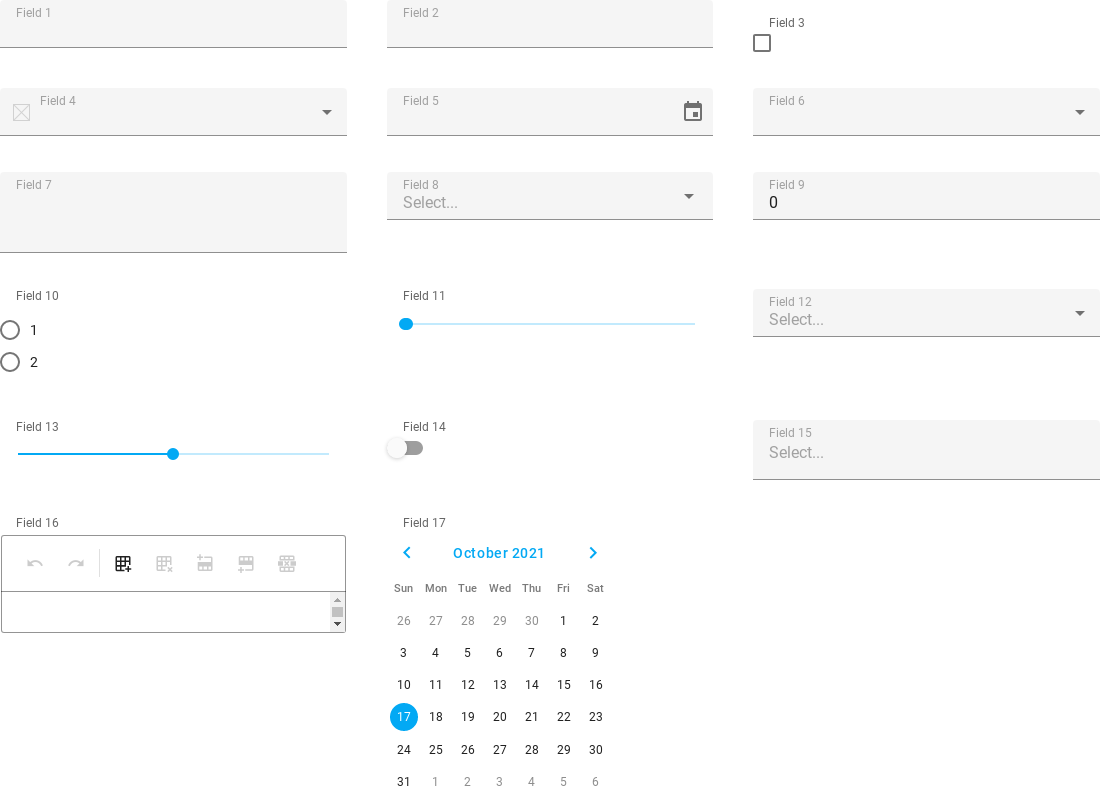 Field 1
Field 2
Field 3
Field 4
Field 5
Field 6
Field 7
Field 8
Select...
Field 9
0
Field 10
1
2
Field 11
Field 12
Select...
Field 13
Field 14
Field 15
Select...
Field 16
Field 17
October 2021
Sun Mon Tue Wed Thu Fri Sat
26 27 28 29 30 1 2
3 4 5 6 7 8 9
10 11 12 13 14 15 16
17 18 19 20 21 22 23
24 25 26 27 28 29 30
31 1 2 3 4 5 6